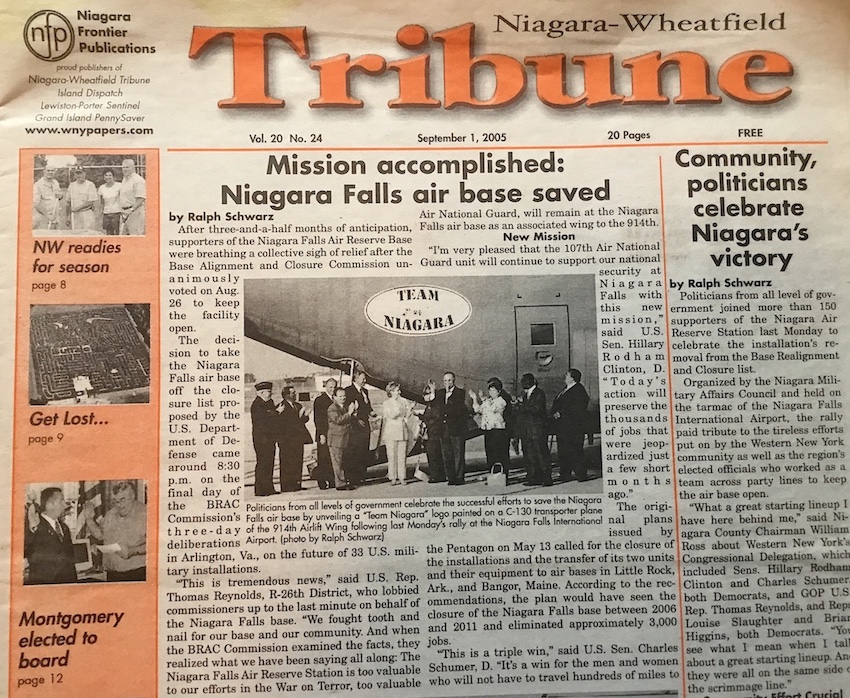 nfp
Niagara
Frontier
Publications
proud publishers of
Niagara-Wheatfield Tribune
Island Dispatch
Lewiston-Porter Sentinel
Grand Island PennySaver
www.wnypapers.com
Niagara-Wheatfield
Tribune
Vol. 20 No. 24
September 1, 2005
20 Pages
FREE
NW readies
for season
page 8
Get Lost...
page 9
Montgomery
elected to
board
page 12
Mission accomplished:
Niagara Falls air base saved
by Ralph Schwarz
After three-and-a-half months of anticipation,
supporters of the Niagara Falls Air Reserve Base
were breathing a collective sigh of relief after the
Base Alignment and Closure Commission un-
animously
voted on Aug.
26 to keep
the facility
open.
The deci-
sion to take
the Niagara
Falls air base
off the clo-
sure list pro-
posed by the
U.S. Depart-
ment of De-
fense came
around 8:30
p.m. on the
final day of
the BRAC
Commission's
three-day
deliberations
in Arlington, Va., on the future of 33 U.S. mili-
tary installations.
"This is tremendous news," said U.S. Rep.
Thomas Reynolds, R-26th District, who lobbied
commissioners up to the last minute on behalf of
the Niagara Falls base. "We fought tooth and
nail for our base and our community. And when
the BRAC Commission examined the facts, they
realized what we have been saying all along: The
Niagara Falls Air Reserve Station is too valuable
to our efforts in the War on Terror, too valuable
TEAM
NIAGARA
Politicians from all levels of government celebrate the successful efforts to save the Niagara
Falls air base by unveiling a "Team Niagara" logo painted on a C-130 transporter plane
of the 914th Airlift Wing following last Monday's rally at the Niagara Falls International
Airport. (photo by Ralph Schwarz)
Air National Guard, will remain at the Niagara
Falls air base as an associated wing to the 914th.
New Mission
"I'm very pleased that the 107th Air National
Guard unit will continue to support our national
security at
Niagara
Falls with
this new
mission,"
said U.S.
Sen. Hillary
Rodham
Clinton, D.
"Today's
action will
preserve the
thousands
of jobs that
were jeop-
ardized just
a few short
months
ago."
The origi-
nal plans
issued by
the Pentagon on May 13 called for the closure of
the installations and the transfer of its two units
and their equipment to air bases in Little Rock,
Ark., and Bangor, Maine. According to the rec-
ommendations, the plan would have seen the
closure of the Niagara Falls base between 2006
and 2011 and eliminated approximately 3,000
jobs.
"This is a triple win," said U.S. Sen. Charles
Schumer, D. "It's a win for the men and women
who will not have to travel hundreds of miles to
Community,
politicians
celebrate
Niagara's
victory
by Ralph Schwarz
Politicians from all level of gov-
ernment joined more than 150
supporters of the Niagara Air
Reserve Station last Monday to
celebrate the installation's re-
moval from the Base Realignment
and Closure list.
Organized by the Niagara Mili-
tary Affairs Council and held on
the tarmac of the Niagara Falls
International Airport, the rally
paid tribute to the tireless efforts
put on by the Western New York
community as well as the region's
elected officials who worked as a
team across party lines to keep
the air base open.
"What a great starting lineup I
have here behind me," said Ni-
agara County Chairman William
Ross about Western New York's
Congressional Delegation, which
included Sens. Hillary Rodham
Clinton and Charles Schumer,
both Democrats, and GOP U.S.
Rep. Thomas Reynolds, and Reps.
Louise Slaughter and Brian
Higgins, both Democrats. "You
see what I mean when I talk
about a great starting lineup. And
they were all on the same side of
the scrimmage line."